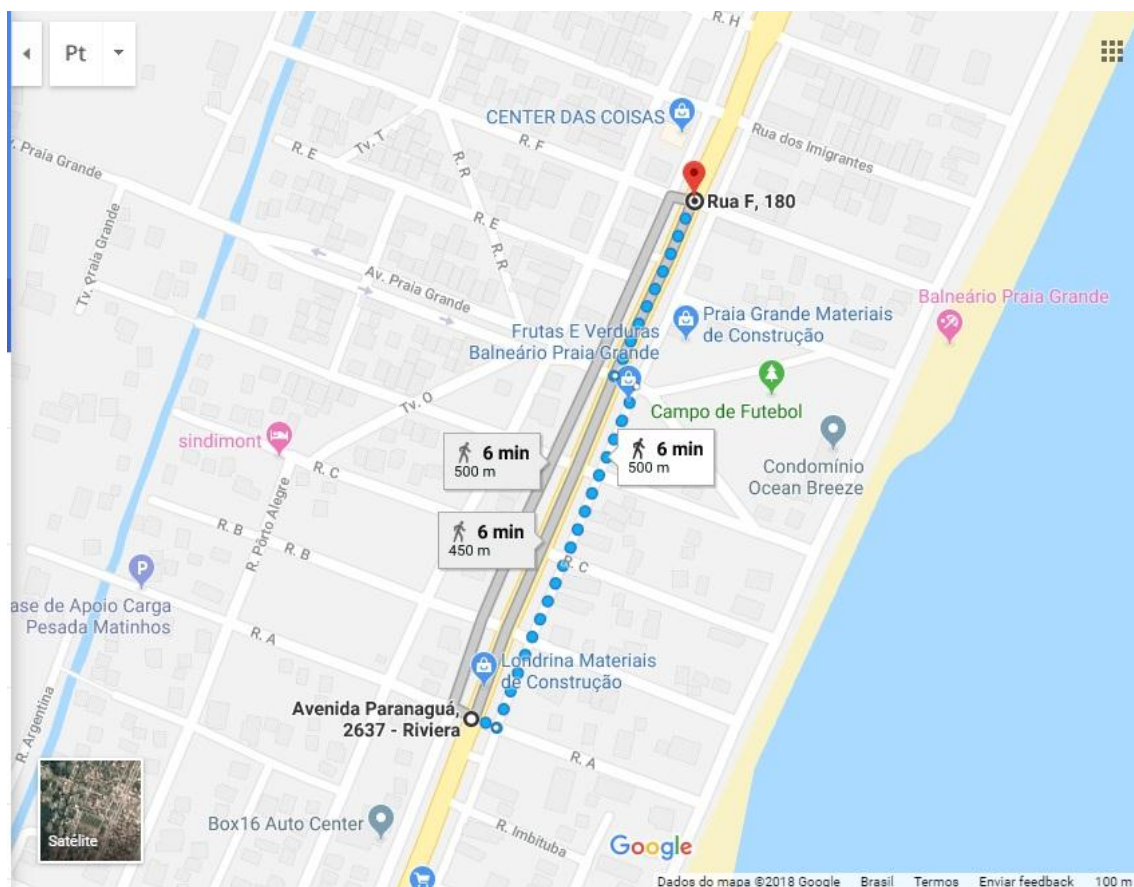 Pt
R. H
CENTER DAS COISAS
Rua dos Imigrantes
Tv. T
R. F
R. E
R. R
Praia Grande
Rua F, 180
R. E
R. R
Tv. Praia Grande
Av. Praia Grande
Balneário Praia Grande
Praia Grande Materiais
de Construção
Frutas E Verduras
Balneário Praia Grande
Tv. O
Campo de Futebol
sindimont
6 min
500 m
6 min
500 m
R. C
Condomínio
Ocean Breeze
R. Pôrto Alegre
R. B
R. B
6 min
450 m
R. C
P
ase de Apoio Carga
Pesada Matinhos
R. A
Londrina Materiais
de Construção
Avenida Paranaguá,
2637 - Riviera
R. Argentina
R. A
Satélite
Box16 Auto Center
R. Imbituba
Google
Dados do mapa ©2018 Google Brasil Termos Enviar feedback 100 m